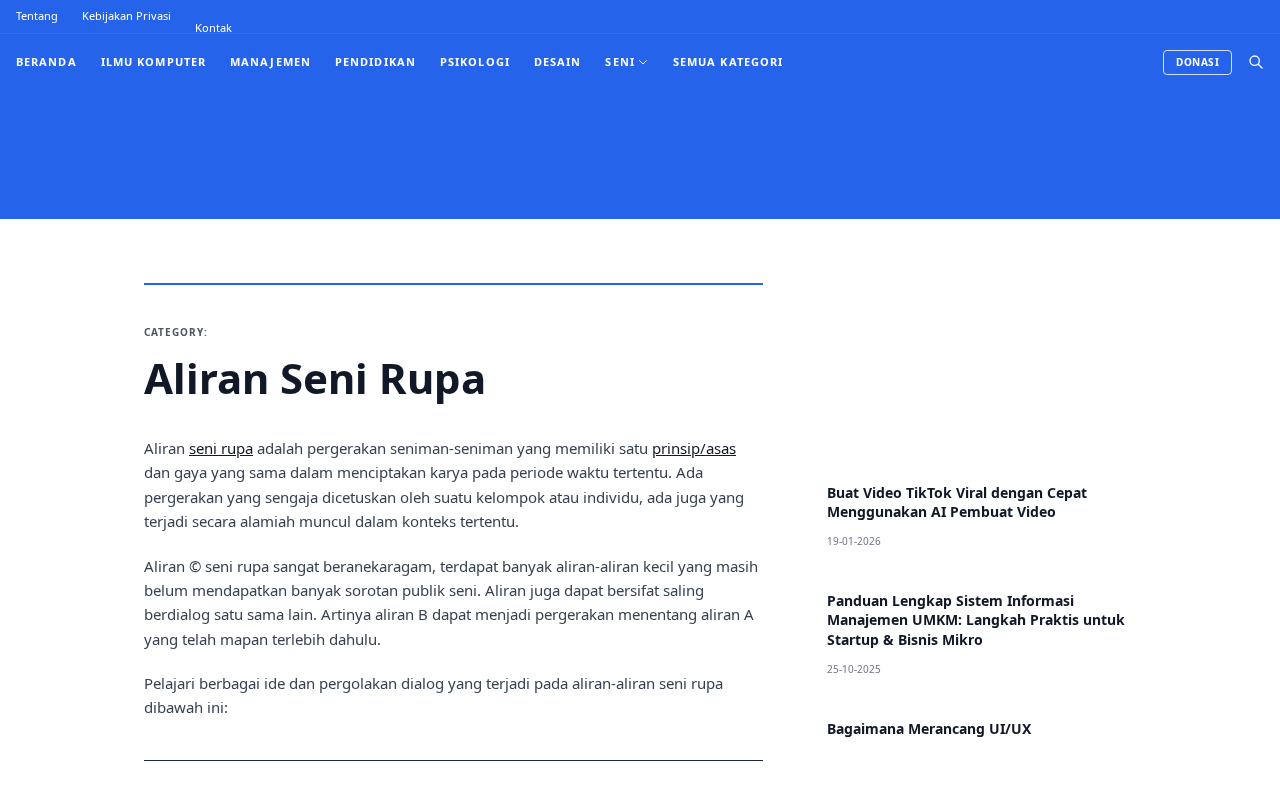 Tentang
Kebijakan Privasi
Kontak
BERANDA
ILMU KOMPUTER
MANAJEMEN
PENDIDIKAN
PSIKOLOGI
DESAIN
SENI
SEMUA KATEGORI
DONASI
CATEGORY:
Aliran Seni Rupa
Aliran seni rupa adalah pergerakan seniman-seniman yang memiliki satu prinsip/asas
dan gaya yang sama dalam menciptakan karya pada periode waktu tertentu. Ada
pergerakan yang sengaja dicetuskan oleh suatu kelompok atau individu, ada juga yang
terjadi secara alamiah muncul dalam konteks tertentu.
Aliran © seni rupa sangat beranekaragam, terdapat banyak aliran-aliran kecil yang masih
belum mendapatkan banyak sorotan publik seni. Aliran juga dapat bersifat saling
berdialog satu sama lain. Artinya aliran B dapat menjadi pergerakan menentang aliran A
yang telah mapan terlebih dahulu.
Pelajari berbagai ide dan pergolakan dialog yang terjadi pada aliran-aliran seni rupa
dibawah ini:
Buat Video TikTok Viral dengan Cepat
Menggunakan AI Pembuat Video
19-01-2026
Panduan Lengkap Sistem Informasi
Manajemen UMKM: Langkah Praktis untuk
Startup & Bisnis Mikro
25-10-2025
Bagaimana Merancang UI/UX